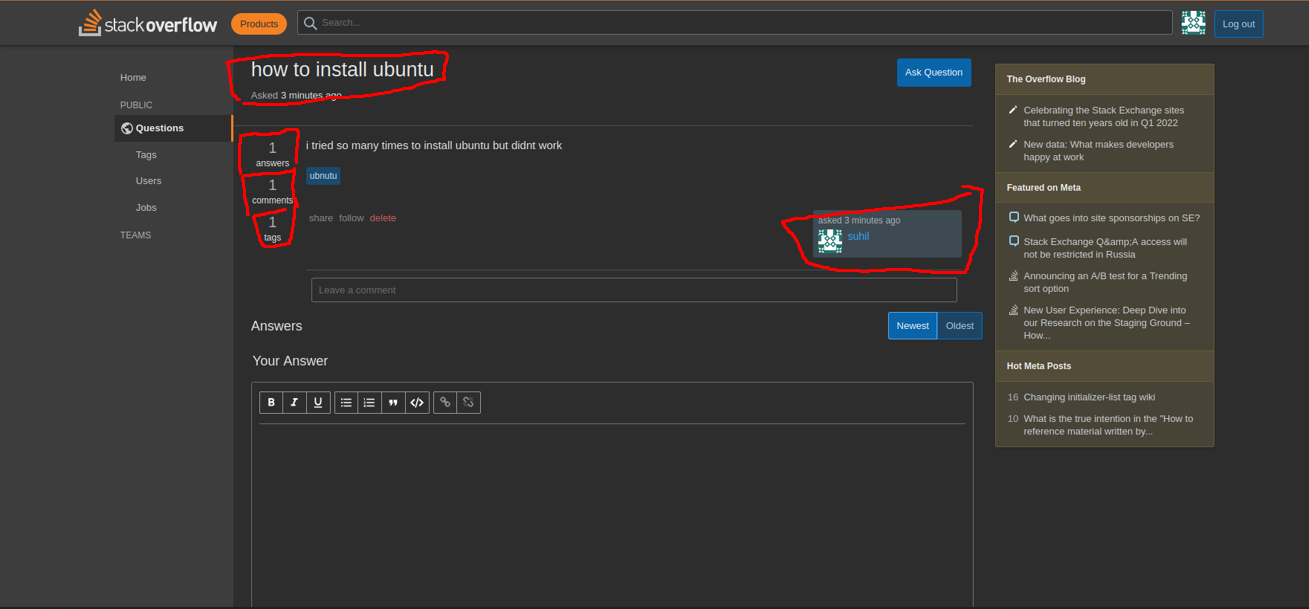 stack overflow
Products
Search...
Log out
Home
PUBLIC
Questions
Tags
Users
Jobs
TEAMS
how to install ubuntu
Asked 3 minutes ago
Ask Question
1
answers
1
comments
1
tags
i tried so many times to install ubuntu but didnt work
ubnutu
share follow delete
asked 3 minutes ago
suhil
Leave a comment
Answers
Newest
Oldest
Your Answer
B I U
The Overflow Blog
Celebrating the Stack Exchange sites
that turned ten years old in Q1 2022
New data: What makes developers
happy at work
Featured on Meta
What goes into site sponsorships on SE?
Stack Exchange Q&amp;A access will
not be restricted in Russia
Announcing an A/B test for a Trending
sort option
New User Experience: Deep Dive into
our Research on the Staging Ground –
How...
Hot Meta Posts
16 Changing initializer-list tag wiki
10 What is the true intention in the "How to
reference material written by...